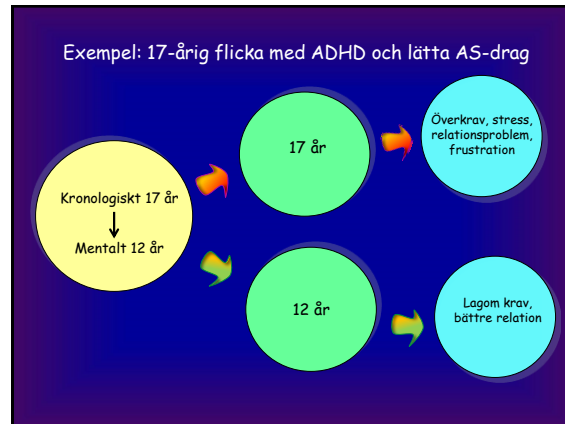 Exempel: 17-årig flicka med ADHD och lätta AS-drag
Kronologiskt 17 år
Mentalt 12 år
17 år
Överkrav, stress,
relationsproblem,
frustration
12 år
Lagom krav,
bättre relation